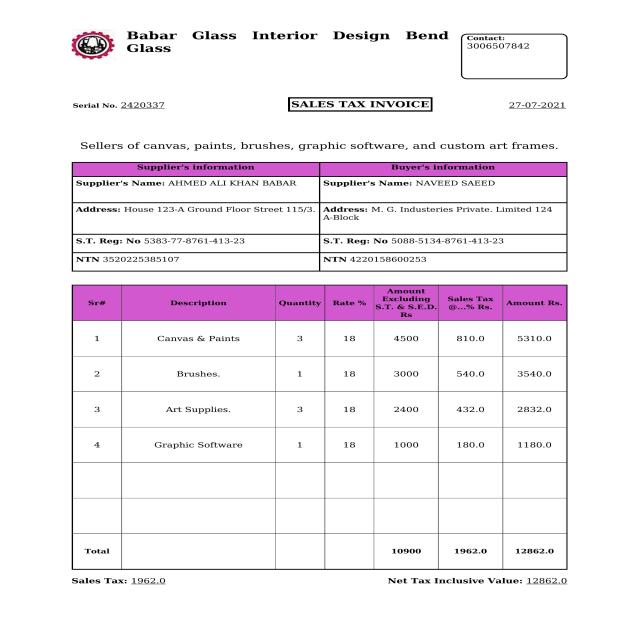 Babar Glass Interior Design Bend
Glass
Contact:
3006507842
Serial No. 2420337
SALES TAX INVOICE
27-07-2021
Sellers of canvas, paints, brushes, graphic software, and custom art frames.
Supplier's information Buyer's information
Supplier's Name: AHMED ALI KHAN BABAR Supplier's Name: NAVEED SAEED
Address: House 123-A Ground Floor Street 115/3. Address: M. G. Industeries Private. Limited 124
A-Block
S.T. Reg: No 5383-77-8761-413-23 S.T. Reg: No 5088-5134-8761-413-23
NTN 3520225385107 NTN 4220158600253
Sr# Description Quantity Rate % Amount Excluding S.T. & S.E.D. Rs Sales Tax @...% Rs. Amount Rs.
1 Canvas & Paints 3 18 4500 810.0 5310.0
2 Brushes. 1 18 3000 540.0 3540.0
3 Art Supplies. 3 18 2400 432.0 2832.0
4 Graphic Software 1 18 1000 180.0 1180.0
Total 10900 1962.0 12862.0
Sales Tax: 1962.0 Net Tax Inclusive Value: 12862.0